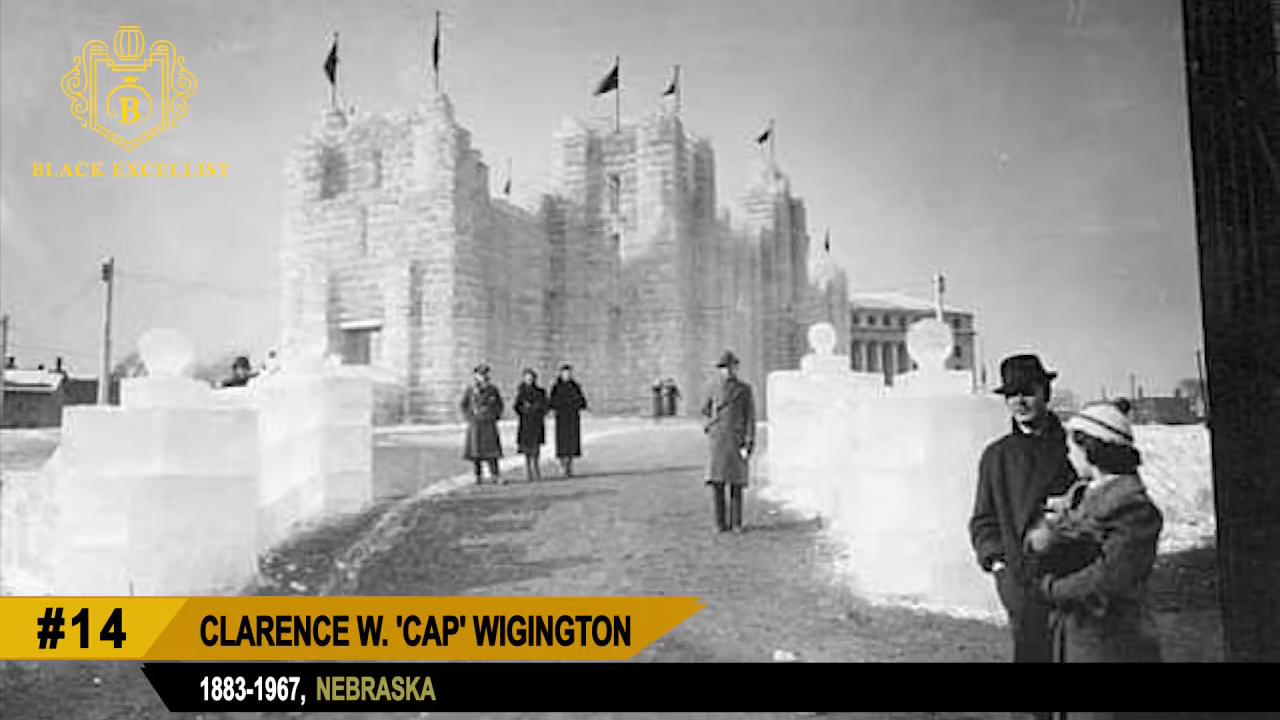 B
BLACK EXCELLIST
#14 CLARENCE W. 'CAP' WIGINGTON
1883-1967, NEBRASKA